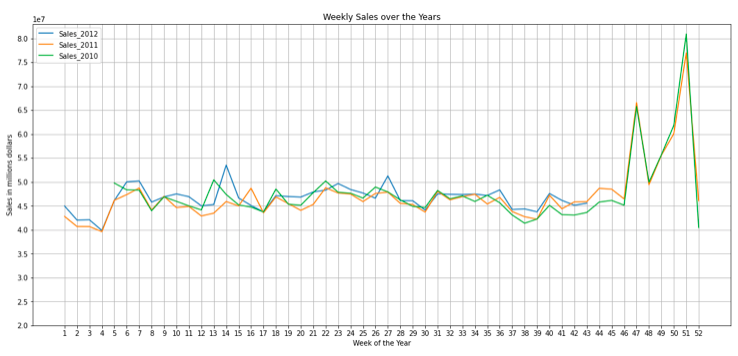 Weekly Sales over the Years
1e7
Sales_2012
Sales_2011
Sales_2010
8.0
7.5
7.0
6.5
6.0
5.5
5.0
4.5
4.0
3.5
3.0
2.5
2.0
Sales in millions dollars
1 2 3 4 5 6 7 8 9 10 11 12 13 14 15 16 17 18 19 20 21 22 23 24 25 26 27 28 29 30 31 32 33 34 35 36 37 38 39 40 41 42 43 44 45 46 47 48 49 50 51 52
Week of the Year